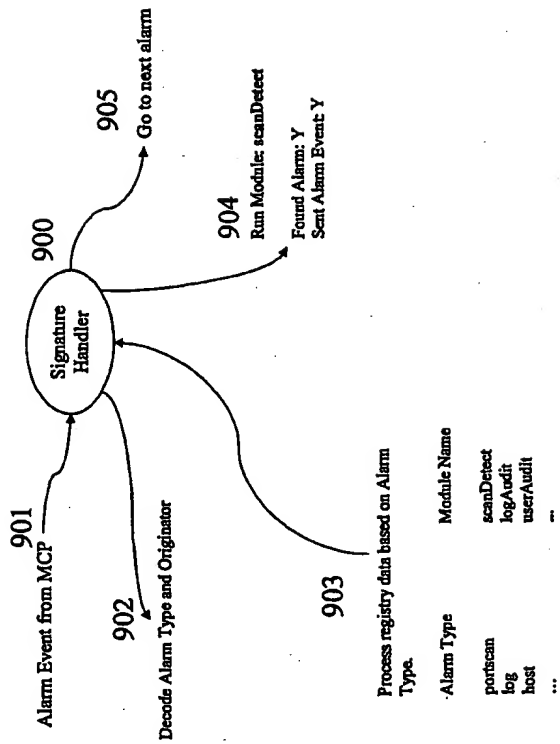 901
Alarm Event from MCP
Signature
Handler
900
905
Go to next alarm
902
Decode Alarm Type and Originator
904
Run Module: scanDetect
Found Alarm: Y
Sent Alarm Event: Y
903
Process registry data based on Alarm
Type.
Alarm Type Module Name
portscan scanDetect
log logAudit
host userAudit
... ...